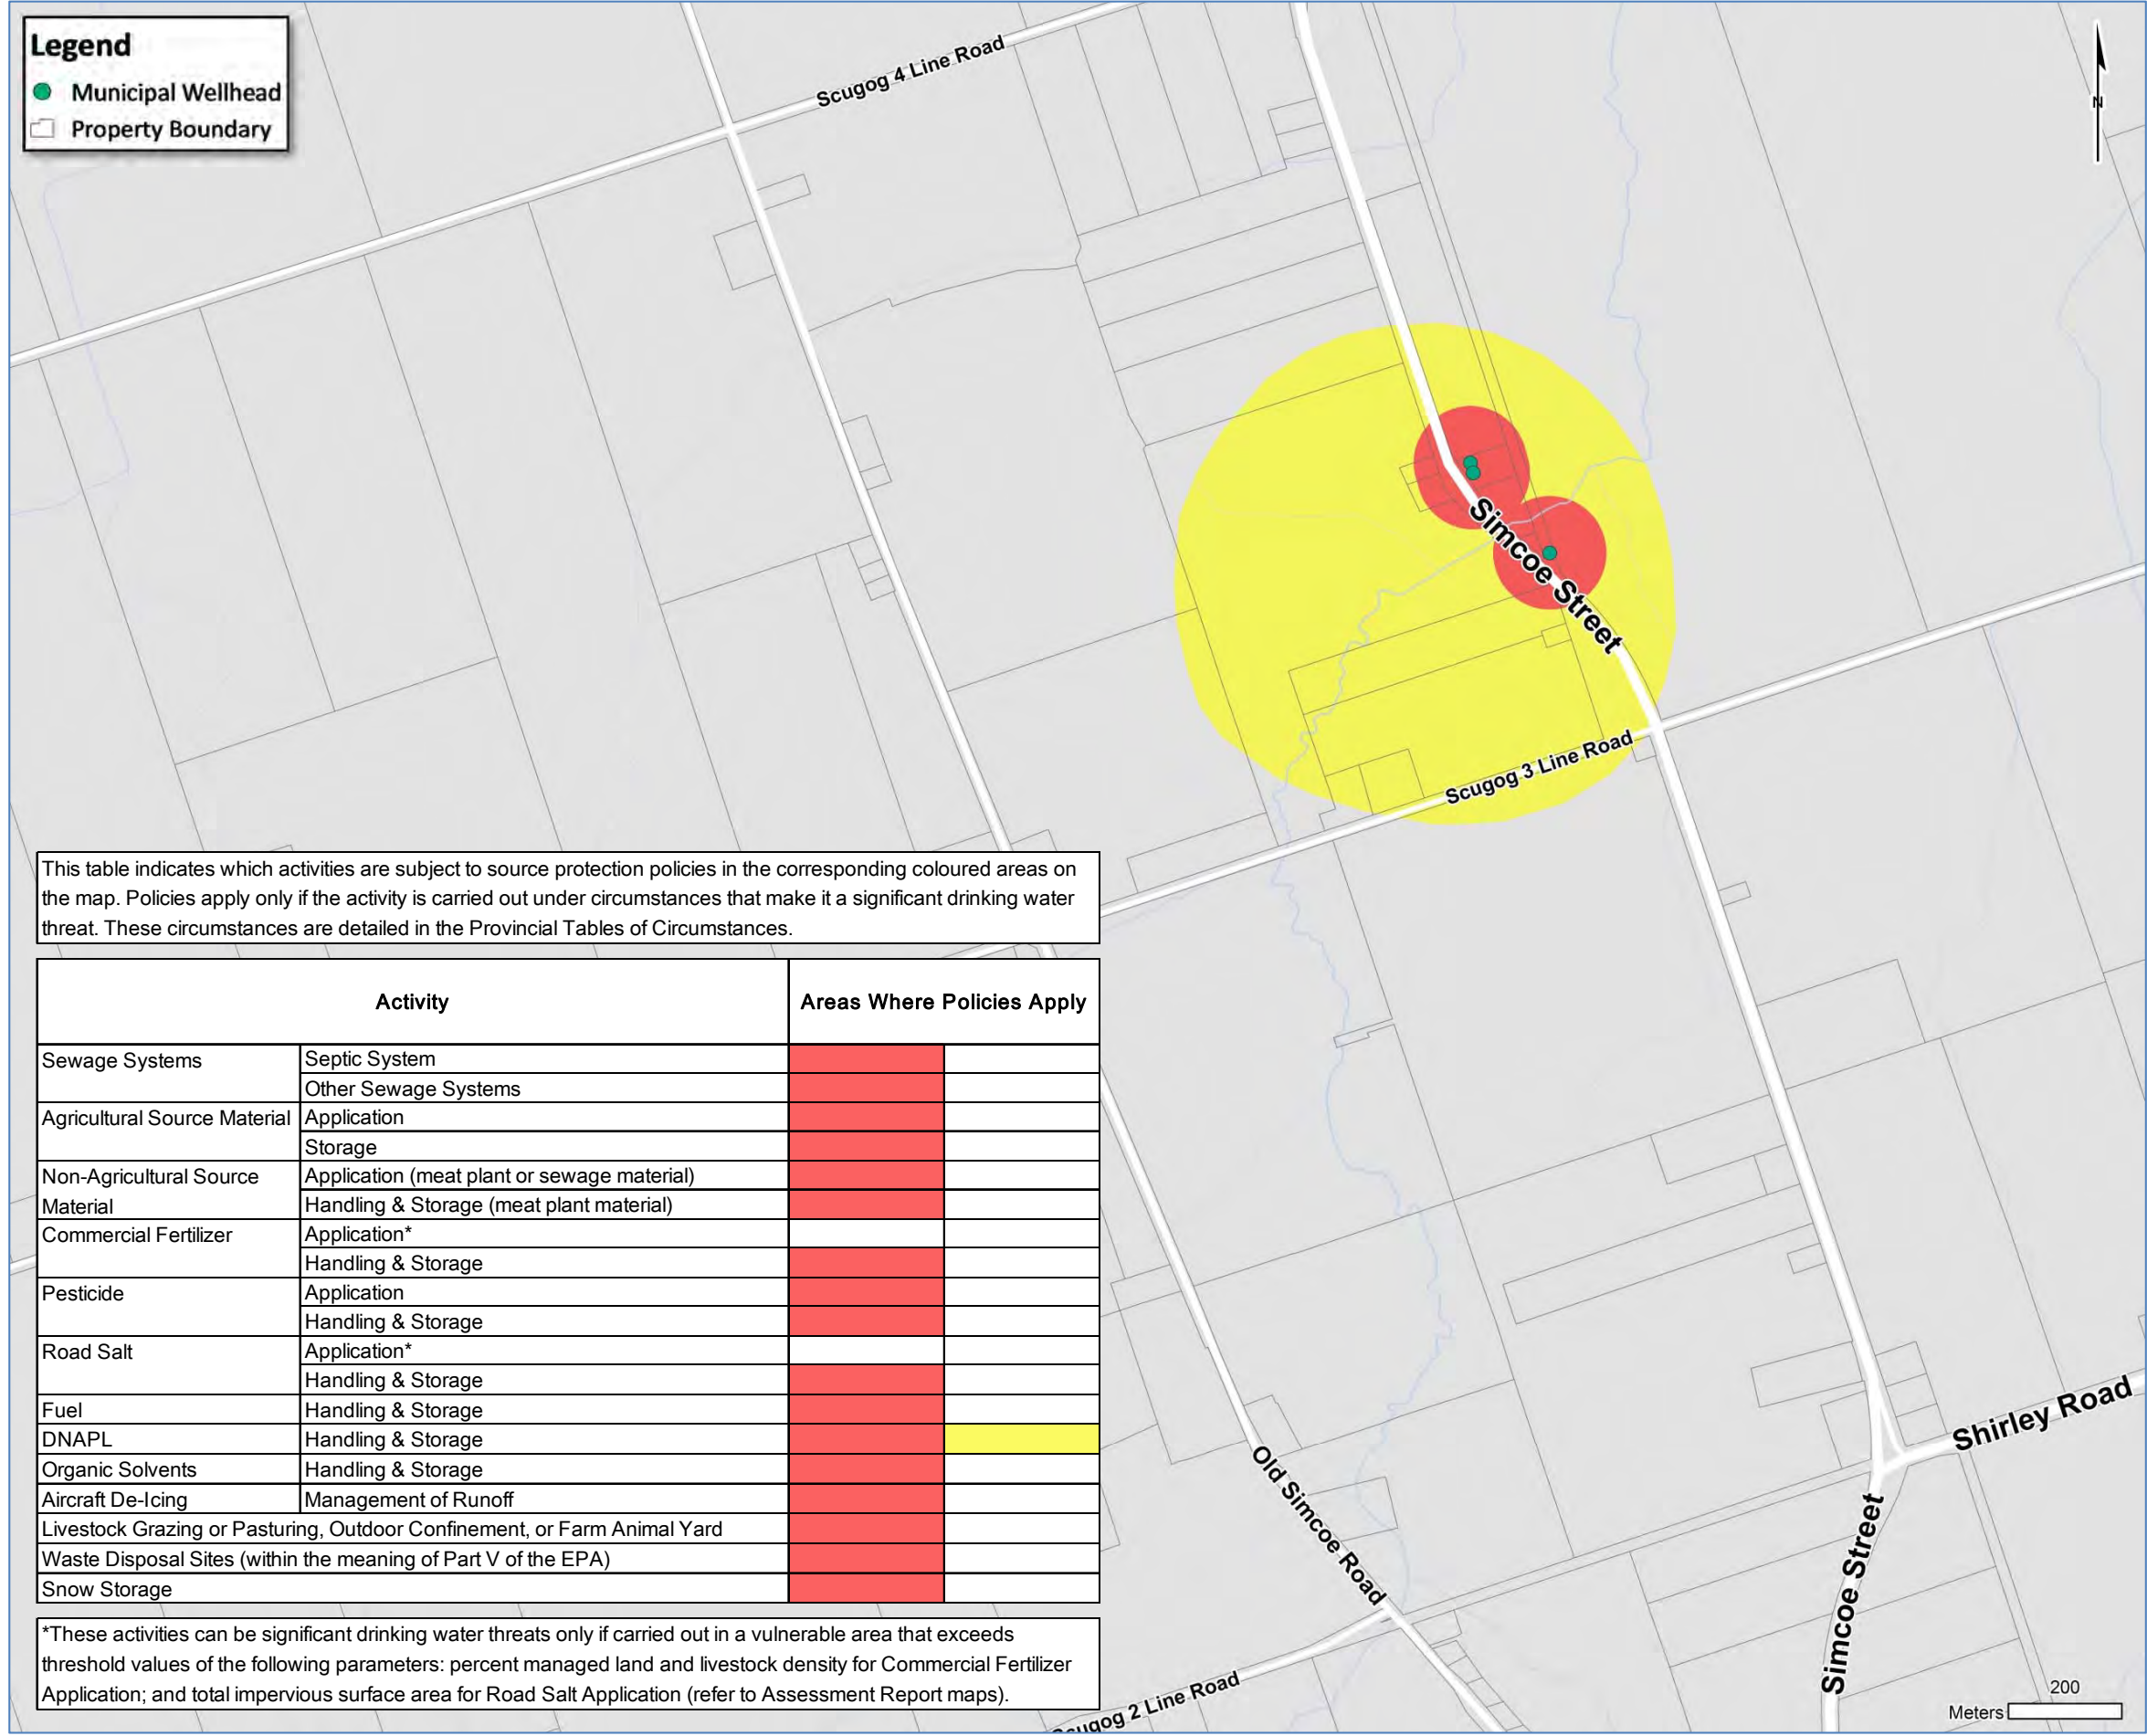 Legend
Municipal Wellhead
Property Boundary
Scugog 4 Line Road
N
Simcoe Street
Scugog 3 Line Road
This table indicates which activities are subject to source protection policies in the corresponding coloured areas on
the map. Policies apply only if the activity is carried out under circumstances that make it a significant drinking water
threat. These circumstances are detailed in the Provincial Tables of Circumstances.
Activity Areas Where Policies Apply
Sewage Systems Septic System
Other Sewage Systems
Agricultural Source Material Application
Storage
Non-Agricultural Source Application (meat plant or sewage material)
Material Handling & Storage (meat plant material)
Commercial Fertilizer Application*
Handling & Storage
Pesticide Application
Handling & Storage
Road Salt Application*
Handling & Storage
Fuel Handling & Storage
DNAPL Handling & Storage
Organic Solvents Handling & Storage
Aircraft De-Icing Management of Runoff
Livestock Grazing or Pasturing, Outdoor Confinement, or Farm Animal Yard
Waste Disposal Sites (within the meaning of Part V of the EPA)
Snow Storage
*These activities can be significant drinking water threats only if carried out in a vulnerable area that exceeds
threshold values of the following parameters: percent managed land and livestock density for Commercial Fertilizer
Application; and total impervious surface area for Road Salt Application (refer to Assessment Report maps).
Shirley Road
Old Simcoe Road
Simcoe Street
Scugog 2 Line Road
200
Meters